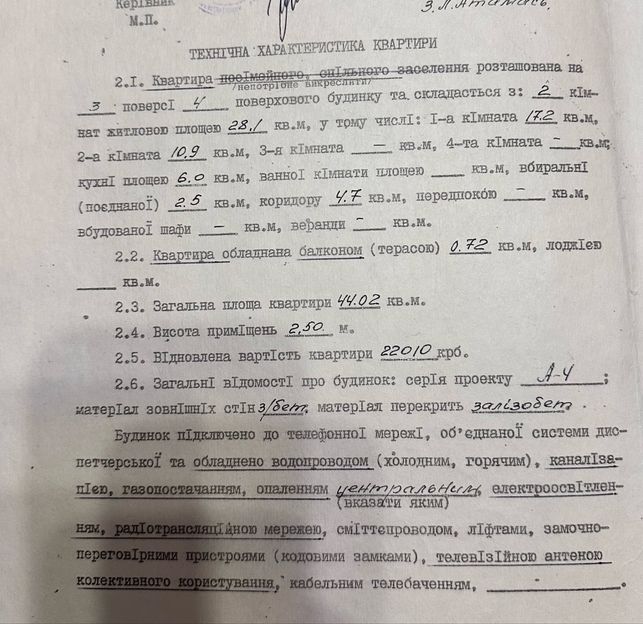 Керівник
М.П.
З.Л.Атамась.
ТЕХНІЧНА ХАРАКТЕРИСТИКА КВАРТИРИ
2.І. Квартира посімейного, спільного заселення розташована на
/непотрібне викреслити/
3 поверсі 4 поверхового будинку та складається з: 2 кім-
нат житловою площею 28,1 кв.м, у тому числі: І-а кімната 17.2 кв.м,
2-а кімната 10,9 кв.м, 3-я кімната — кв.м, 4-та кімната - кв.м;
кухні площею 6.0 кв.м, ванної кімнати площею ____ кв.м, вбиральні
(поєднаної) 2.5 кв.м, коридору 4.7 кв.м, передпокою — кв.м,
вбудованої шафи — кв.м, веранди - кв.м.
2.2. Квартира обладнана балконом (терасою) 0.72 кв.м, лоджією
____ кв.м.
2.3. Загальна площа квартири 44.02 кв.м.
2.4. Висота приміщень 2,50 м.
2.5. Відновлена вартість квартири 22010 крб.
2.6. Загальні відомості про будинок: серія проекту А-4 ;
матеріал зовнішніх стін з/бет. матеріал перекрить залізобет. .
Будинок підключено до телефонної мережі, об'єднаної системи дис-
петчерської та обладнено водопроводом (холодним, горячим), каналіза-
цією, газопостачанням, опаленням центральним, електроосвітлен-
(вказати яким)
ням, радіотрансляційною мережею, сміттєпроводом, ліфтами, замочно-
переговірними пристроями (кодовими замками), телевізійною антеною
колективного користування, кабельним телебаченням, ____________.